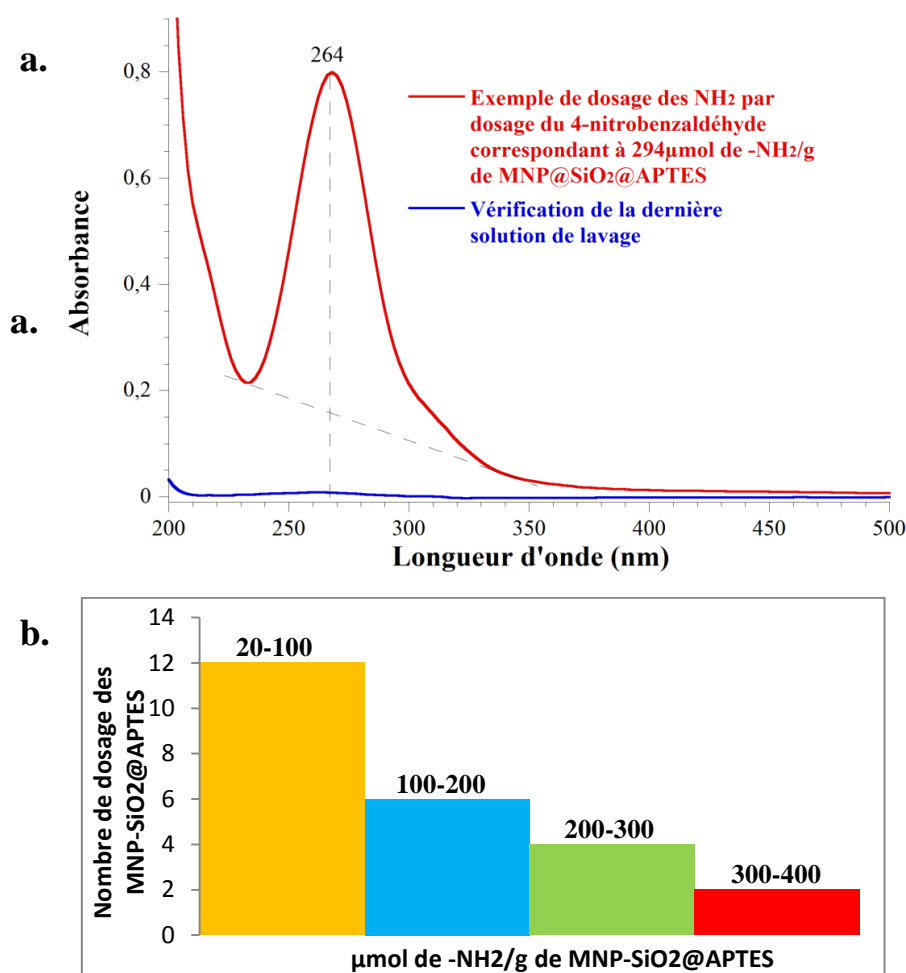 a.
264
0,8
0,6
0,4
0,2
0
Absorbance
Exemple de dosage des NH2 par
dosage du 4-nitrobenzaldéhyde
correspondant à 294µmol de -NH2/g
de MNP@SiO2@APTES
Vérification de la dernière
solution de lavage
a.
200 250 300 350 400 450 500
Longueur d'onde (nm)
b.
14
12
10
8
6
4
2
0
Nombre de dosage des
MNP-SiO2@APTES
20-100
100-200
200-300
300-400
µmol de -NH2/g de MNP-SiO2@APTES